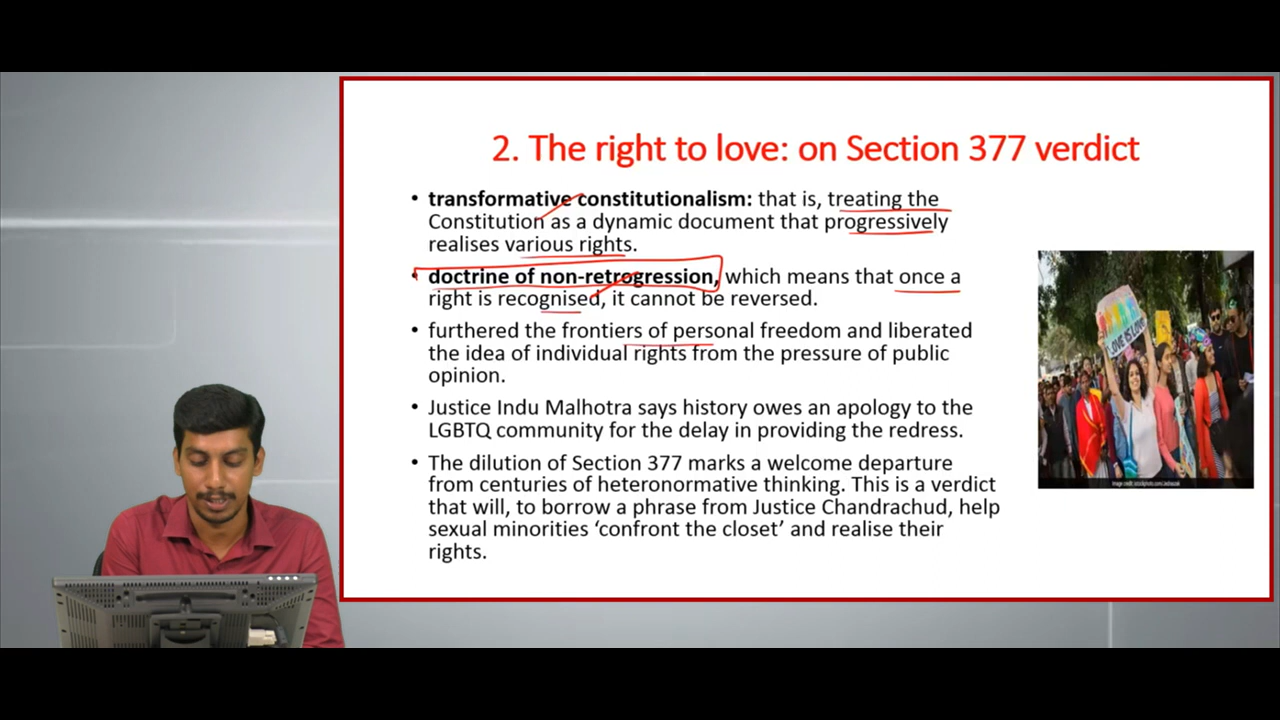 2. The right to love: on Section 377 verdict
• transformative constitutionalism: that is, treating the
Constitution as a dynamic document that progressively
realises various rights.
• doctrine of non-retrogression, which means that once a
right is recognised, it cannot be reversed.
• furthered the frontiers of personal freedom and liberated
the idea of individual rights from the pressure of public
opinion.
• Justice Indu Malhotra says history owes an apology to the
LGBTQ community for the delay in providing the redress.
• The dilution of Section 377 marks a welcome departure
from centuries of heteronormative thinking. This is a verdict
that will, to borrow a phrase from Justice Chandrachud, help
sexual minorities ‘confront the closet’ and realise their
rights.
LOVE IS LOVE